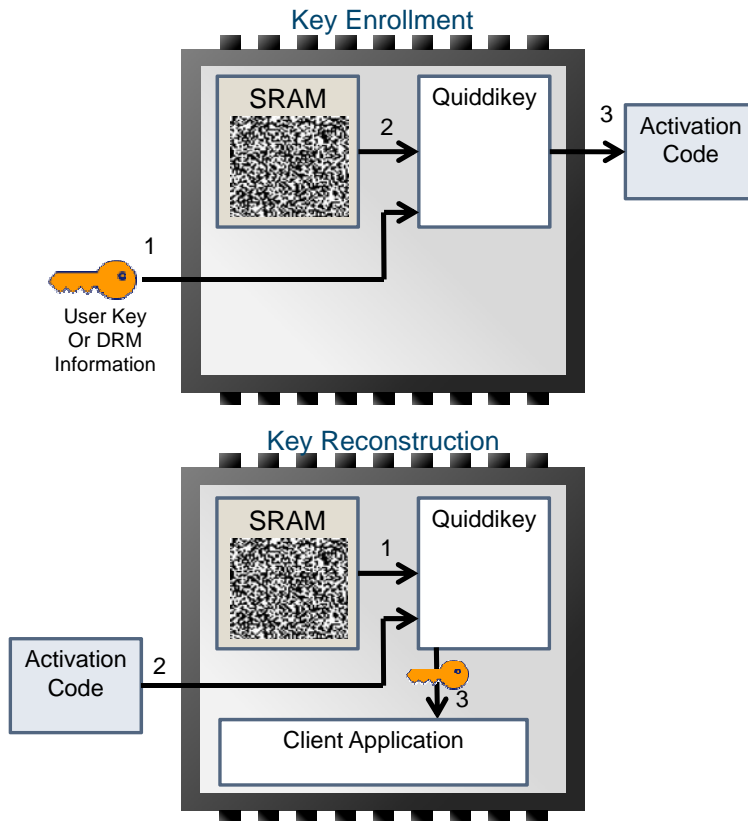 Key Enrollment
SRAM
Quiddikey
2
3
Activation
Code
1
User Key
Or DRM
Information
Key Reconstruction
SRAM
Quiddikey
1
Activation
Code
2
3
Client Application